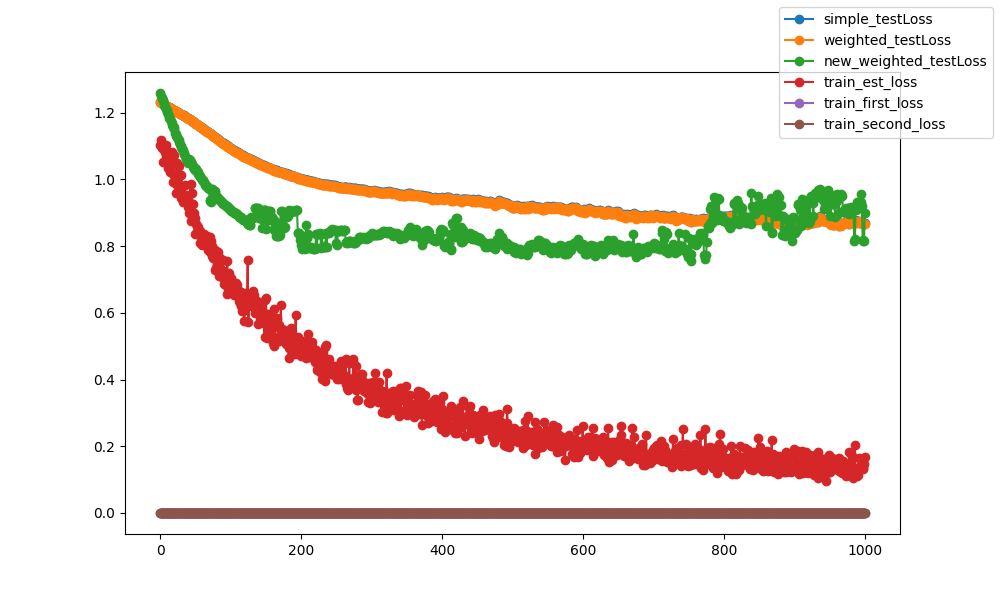 simple_testLoss
weighted_testLoss
new_weighted_testLoss
train_est_loss
train_first_loss
train_second_loss
1.2
1.0
0.8
0.6
0.4
0.2
0.0
0 200 400 600 800 1000